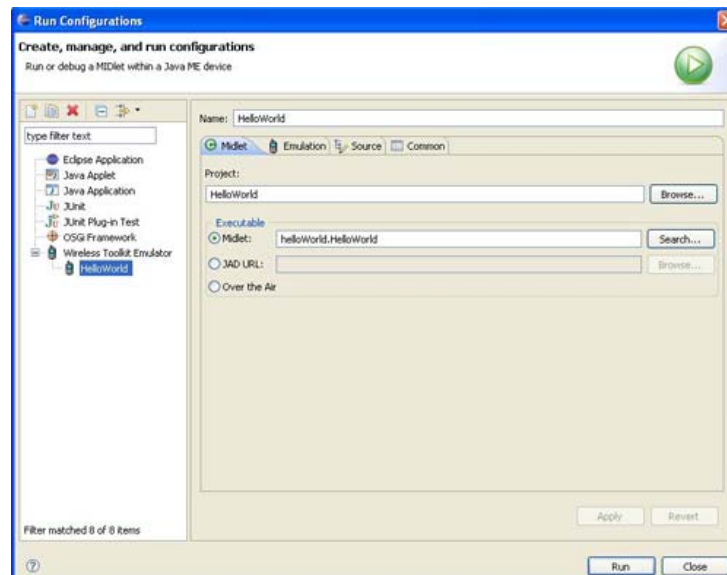 Run Configurations
Create, manage, and run configurations
Run or debug a MIDlet within a Java ME device
type filter text
Eclipse Application
Java Applet
Java Application
JUnit
JUnit Plug-in Test
OSGi Framework
Wireless Toolkit Emulator
HelloWorld
Filter matched 8 of 8 items
Name: HelloWorld
Midlet Emulation Source Common
Project:
HelloWorld Browse...
Executable
Midlet: helloWorld.HelloWorld Search...
JAD URL: Browse...
Over the Air
Apply Revert
Run Close